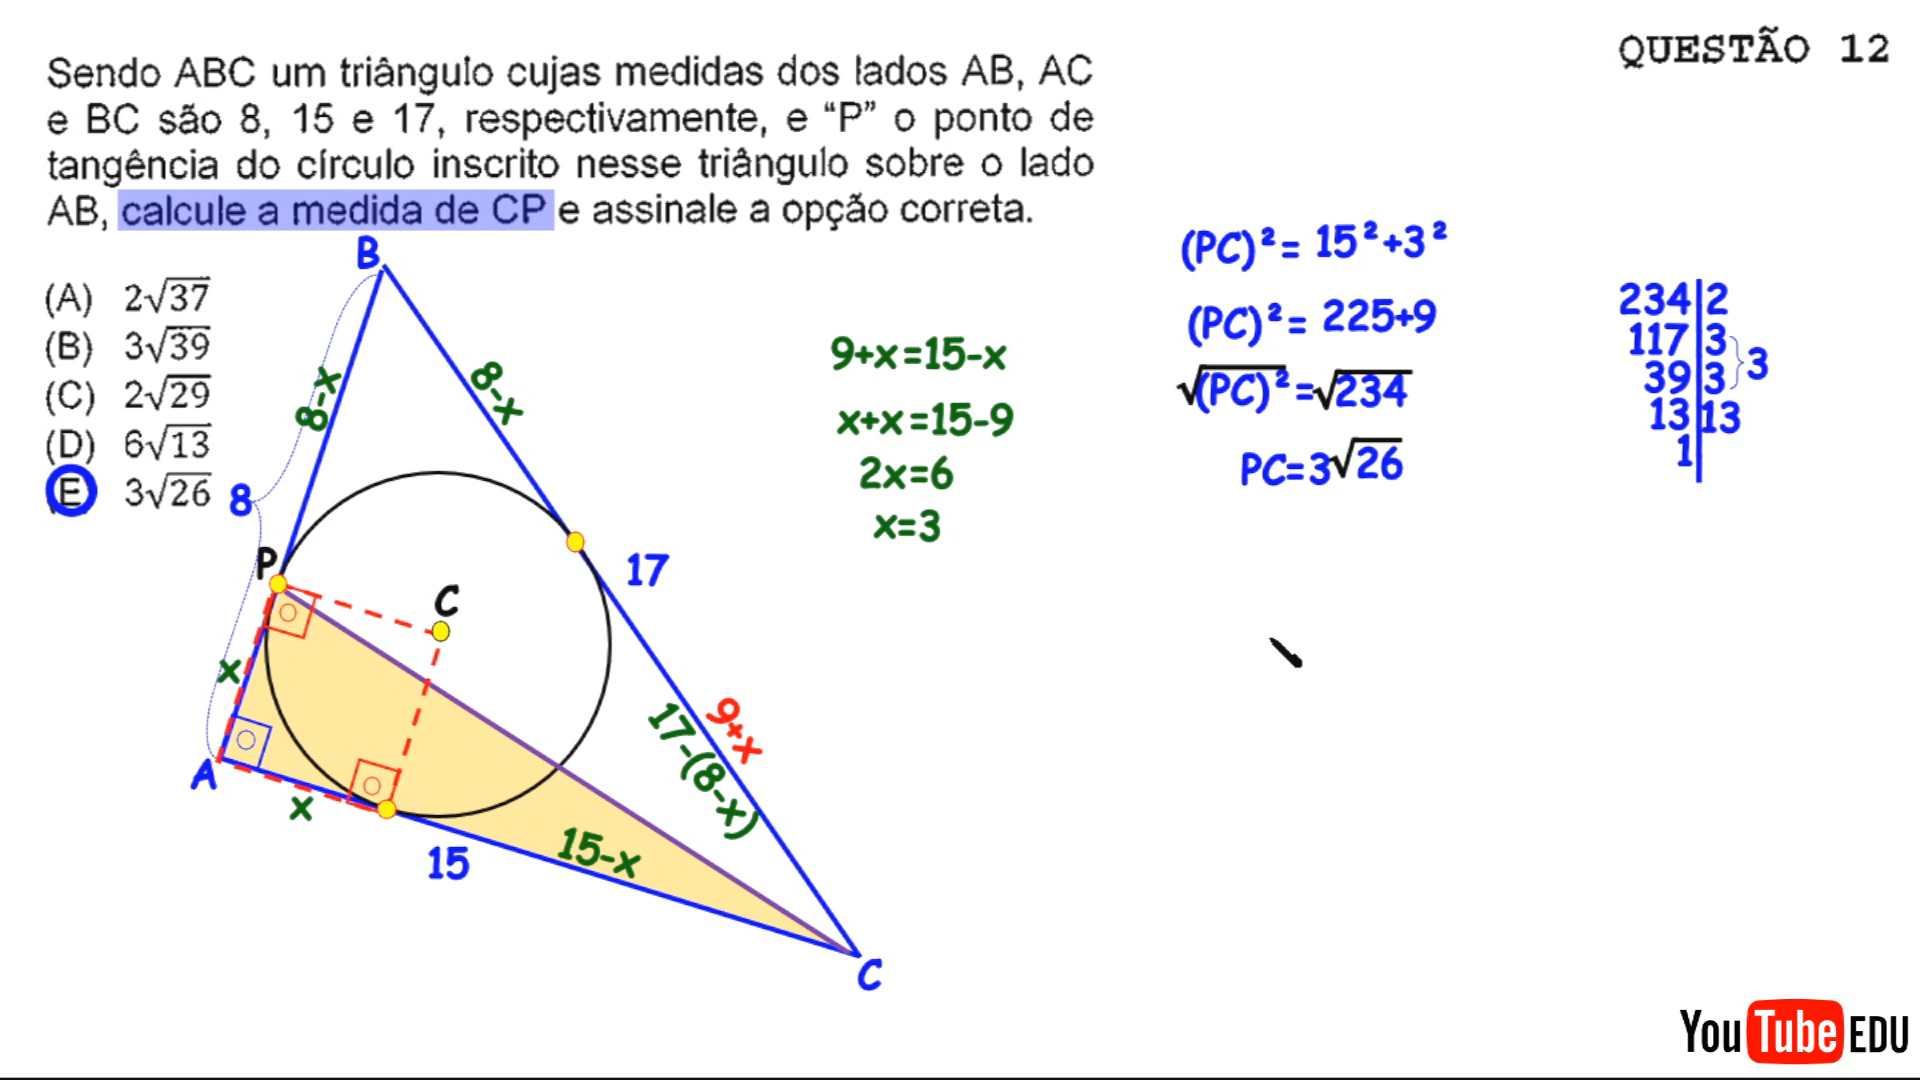 QUESTÃO 12
Sendo ABC um triângulo cujas medidas dos lados AB, AC
e BC são 8, 15 e 17, respectivamente, e “P” o ponto de
tangência do círculo inscrito nesse triângulo sobre o lado
AB, calcule a medida de CP e assinale a opção correta.
(A) 2√37
(B) 3√39
(C) 2√29
(D) 6√13
(E) 3√26
B
8-x
8-x
8
P
C
17
x
A
x
15
15-x
9+x
17-(8-x)
C
9+x=15-x
x+x=15-9
2x=6
x=3
(PC)²= 15²+3²
(PC)²= 225+9
√(PC)²=√234
PC=3√26
234|2
117|3
39|3 }3
13|13
1|
YouTube EDU